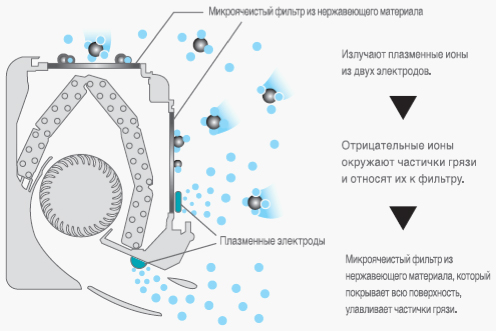 Микроячеистый фильтр из нержавеющего материала
Излучают плазменные ионы
из двух электродов.
Отрицательные ионы
окружают частички грязи
и относят их к фильтру.
Плазменные электроды
Микроячеистый фильтр из
нержавеющего материала, который
покрывает всю поверхность,
улавливает частички грязи.